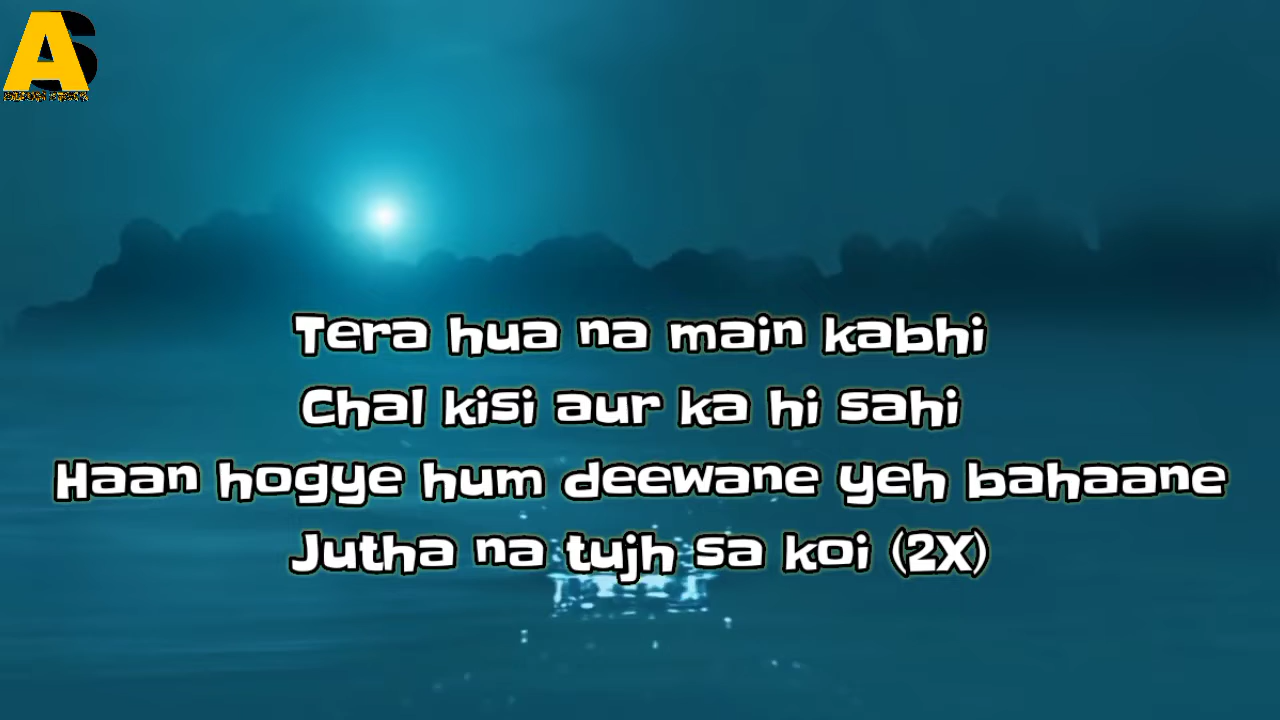 AS
Tera hua na main kabhi
Chal kisi aur ka hi sahi
Haan hogye hum deewane yeh bahaane
Jutha na tujh sa koi (2X)